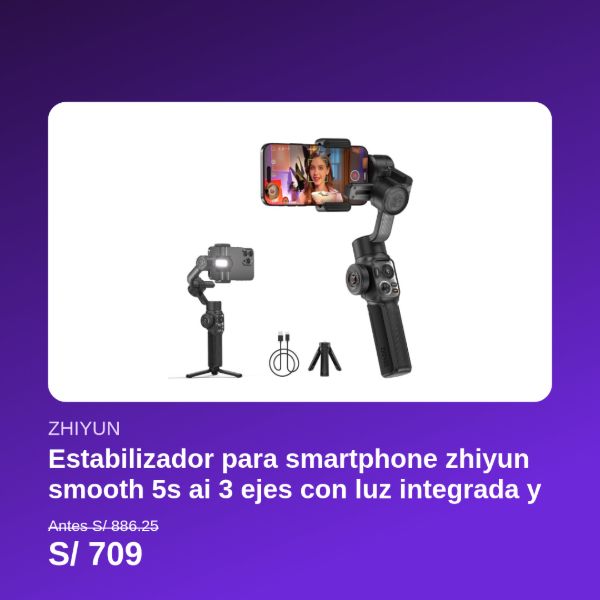 ZHIYUN
Estabilizador para smartphone zhiyun
smooth 5s ai 3 ejes con luz integrada y
Antes S/ 886.25
S/ 709